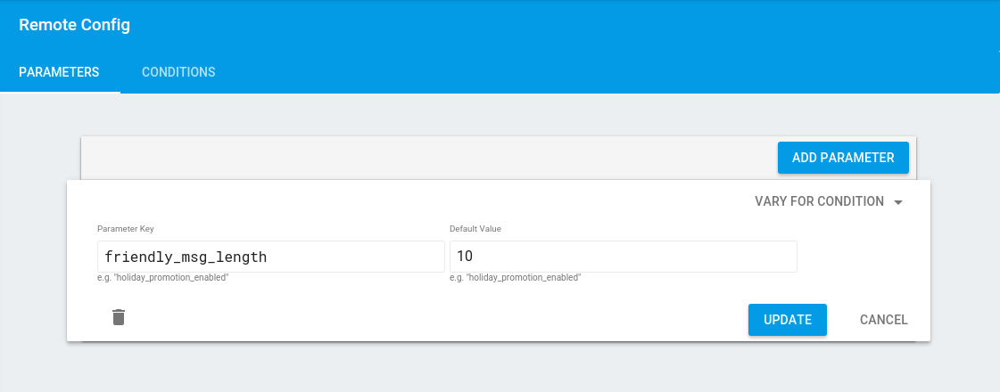 Remote Config
PARAMETERS CONDITIONS
ADD PARAMETER
VARY FOR CONDITION
Parameter Key Default Value
friendly_msg_length 10
e.g. "holiday_promotion_enabled" e.g. "holiday_promotion_enabled"
UPDATE CANCEL